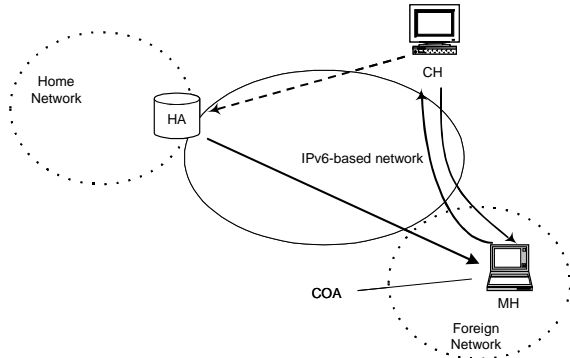 CH
Home
Network
HA
IPv6-based network
COA
MH
Foreign
Network